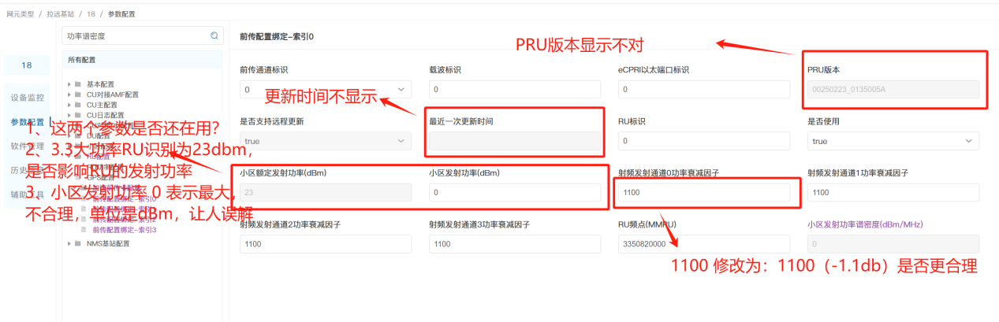 网元类型 / 拉远基站 / 18 / 参数配置
功率谱密度
前传配置绑定-索引0
PRU版本显示不对
18
所有配置
前传通道标识
载波标识
eCPRI以太端口标识
PRU版本
基本配置
0
0
0
00250223_0135005A
设备监控
CU对接AMF配置
更新时间不显示
CU主配置
CU日志配置
是否支持远程更新
最近一次更新时间
RU标识
是否使用
参数配置
1、这两个参数是否还在用?
DU配置
true
0
true
软件管理
2、3.3大功率RU识别为23dbm,
RU配置
是否影响RU的发射功率
小区额定发射功率(dBm)
小区发射功率(dBm)
射频发射通道0功率衰减因子
射频发射通道1功率衰减因子
GPS配置
23
0
1100
1100
辅助工具
3、小区发射功率 0 表示最大,
前传配置绑定-索引0
不合理,单位是dBm,让人误解
前传配置绑定-索引3
射频发射通道2功率衰减因子
射频发射通道3功率衰减因子
RU频点(MMRU)
小区发射功率谱密度(dBm/MHz)
NMS基站配置
1100
1100
3350820000
0
1100 修改为:1100(-1.1db)是否更合理